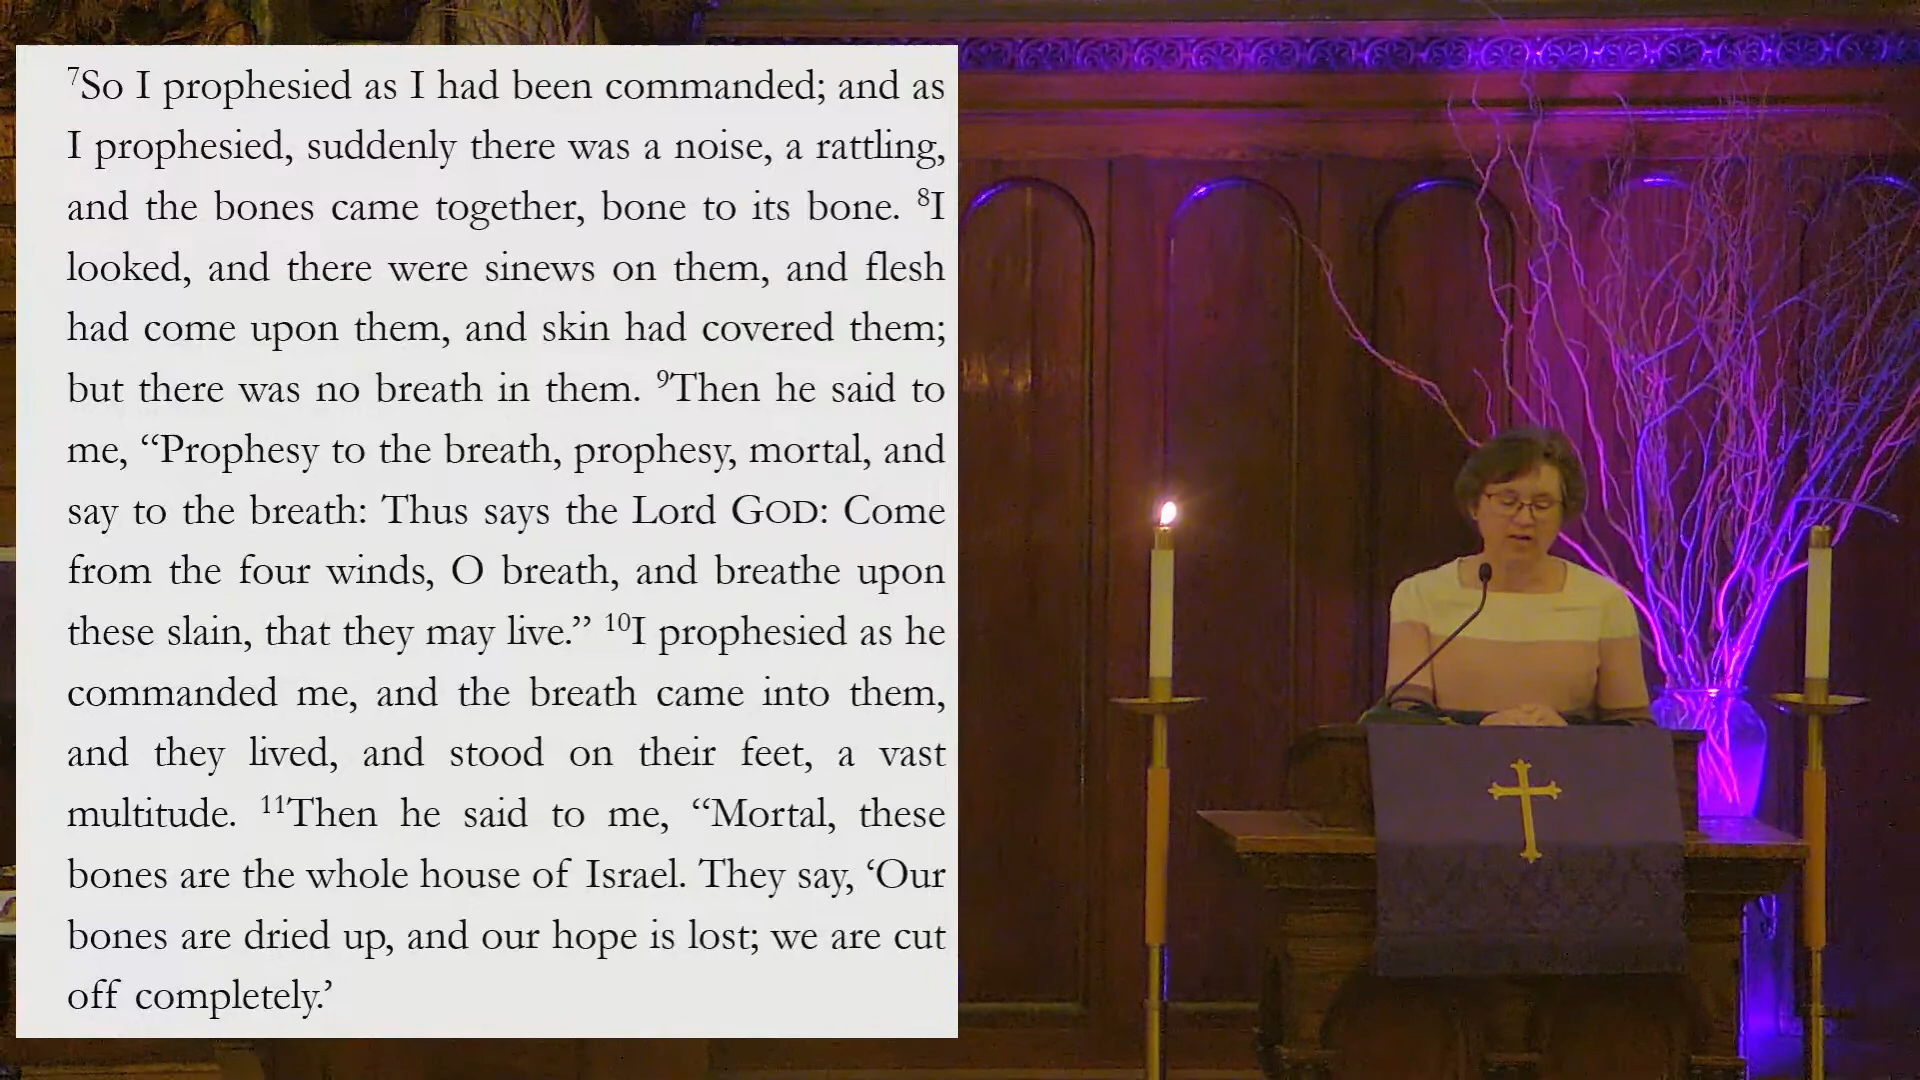 ⁷So I prophesied as I had been commanded; and as
I prophesied, suddenly there was a noise, a rattling,
and the bones came together, bone to its bone. ⁸I
looked, and there were sinews on them, and flesh
had come upon them, and skin had covered them;
but there was no breath in them. ⁹Then he said to
me, “Prophesy to the breath, prophesy, mortal, and
say to the breath: Thus says the Lord GOD: Come
from the four winds, O breath, and breathe upon
these slain, that they may live.” ¹⁰I prophesied as he
commanded me, and the breath came into them,
and they lived, and stood on their feet, a vast
multitude. ¹¹Then he said to me, “Mortal, these
bones are the whole house of Israel. They say, ‘Our
bones are dried up, and our hope is lost; we are cut
off completely.’